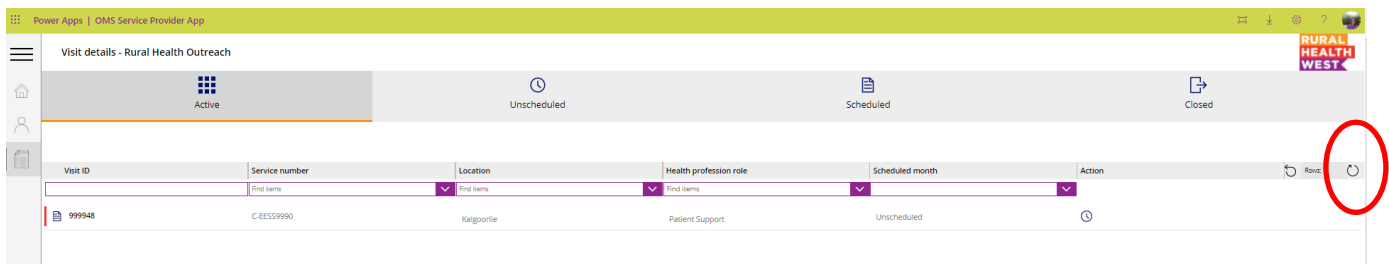 Power Apps | OMS Service Provider App
?
Visit details - Rural Health Outreach
RURAL
HEALTH
WEST
Active
Unscheduled
Scheduled
Closed
Visit ID
Service number
Location
Health profession role
Scheduled month
Action
Rows:
Find items
Find items
Find items
999948
C-EESS9990
Kalgoorlie
Patient Support
Unscheduled